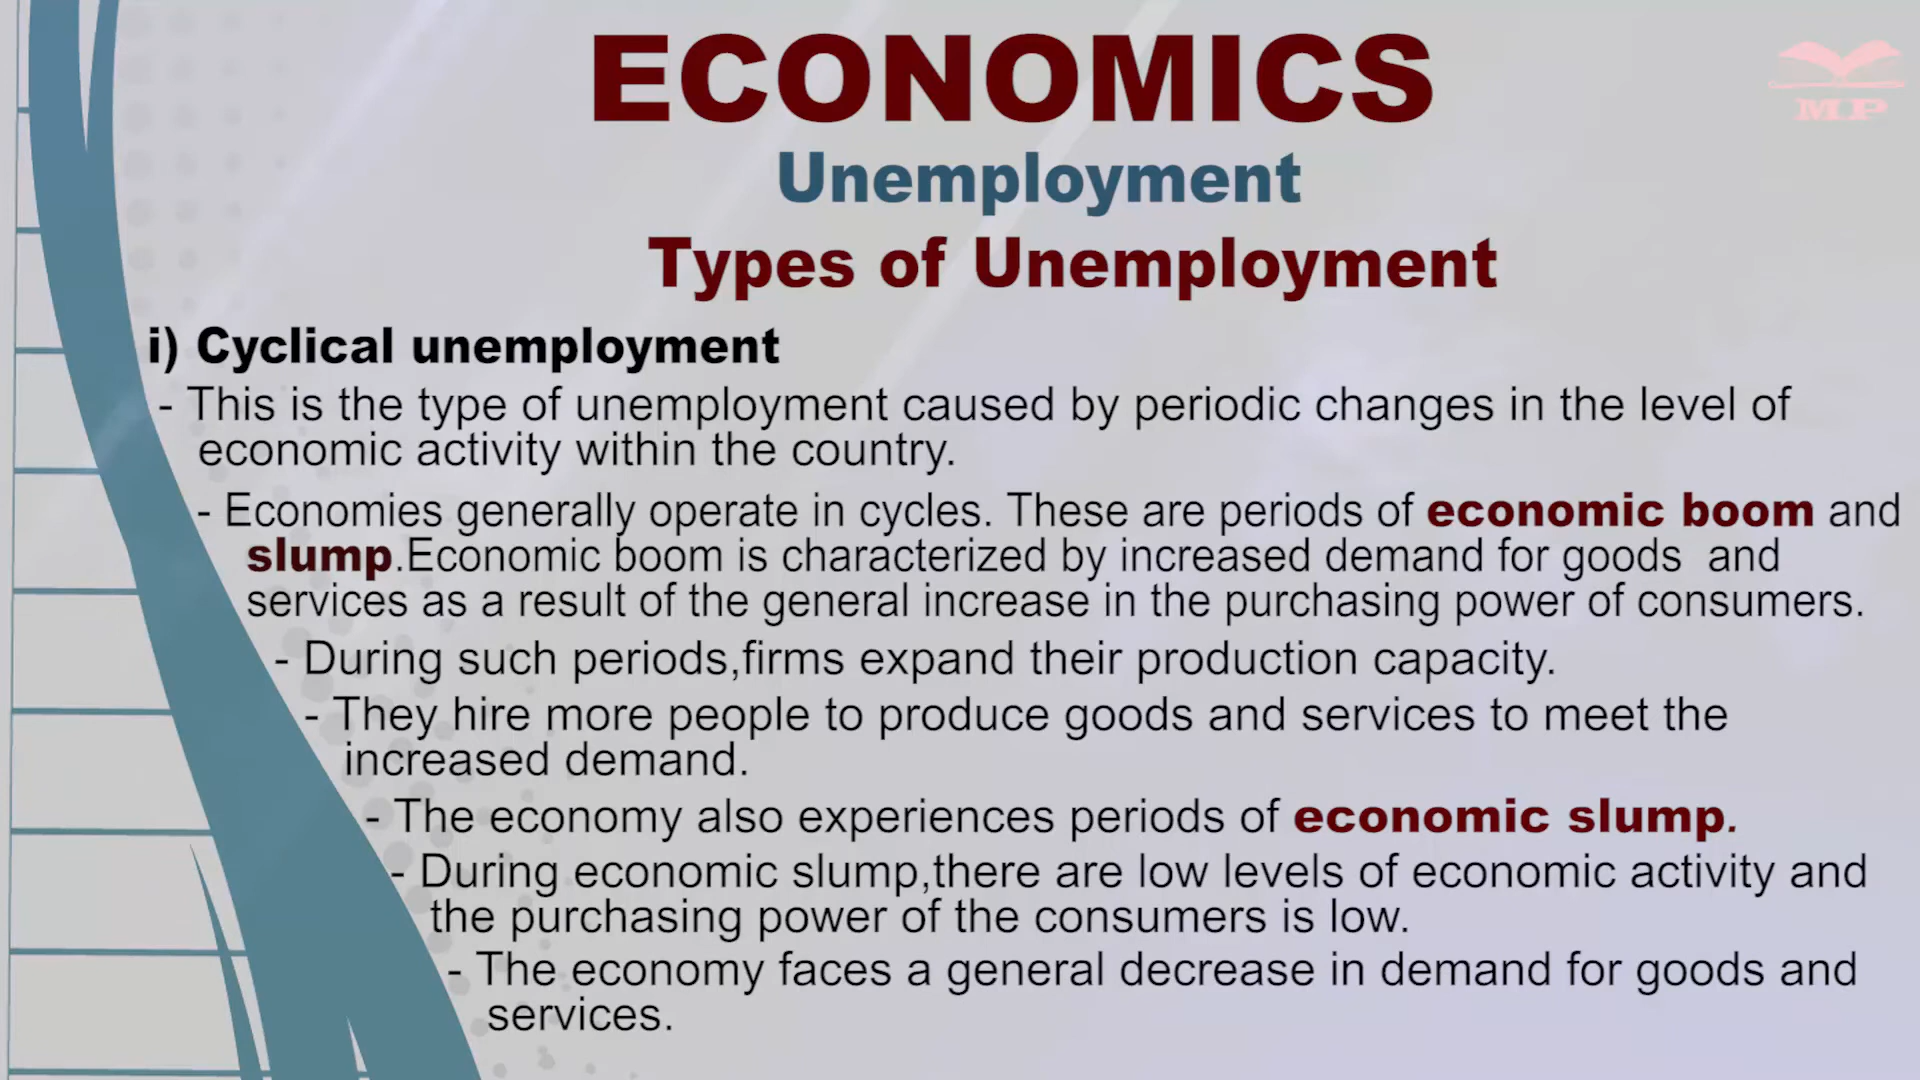 ECONOMICS
MP
Unemployment
Types of Unemployment
i) Cyclical unemployment
- This is the type of unemployment caused by periodic changes in the level of
economic activity within the country.
- Economies generally operate in cycles. These are periods of economic boom and
slump.Economic boom is characterized by increased demand for goods and
services as a result of the general increase in the purchasing power of consumers.
- During such periods,firms expand their production capacity.
- They hire more people to produce goods and services to meet the
increased demand.
- The economy also experiences periods of economic slump.
- During economic slump,there are low levels of economic activity and
the purchasing power of the consumers is low.
- The economy faces a general decrease in demand for goods and
services.